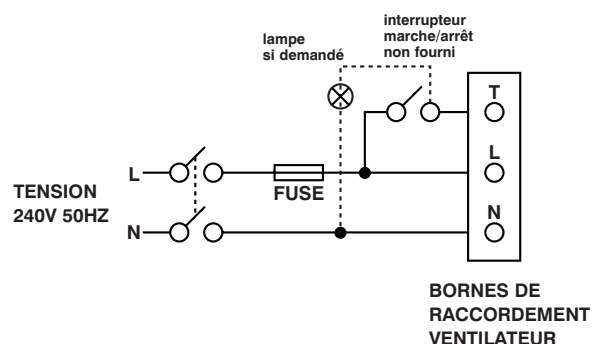 interrupteur
marche/arrêt
non fourni
lampe
si demandé
T
L
L
FUSE
TENSION
240V 50HZ
N
N
BORNES DE
RACCORDEMENT
VENTILATEUR